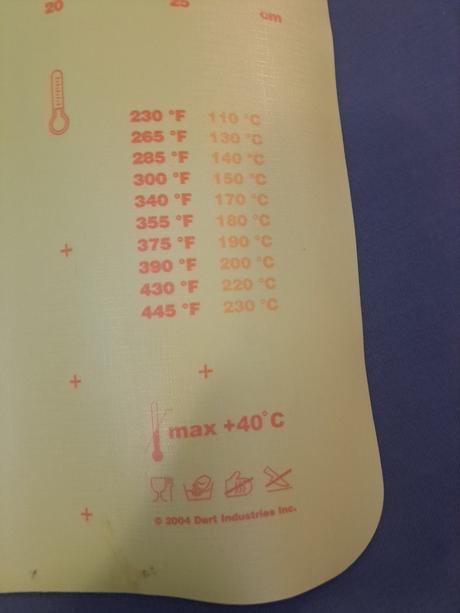 20 25 cm
230 °F 110 °C
265 °F 130 °C
285 °F 140 °C
300 °F 150 °C
340 °F 170 °C
355 °F 180 °C
375 °F 190 °C
390 °F 200 °C
430 °F 220 °C
445 °F 230 °C
max +40°C
© 2004 Dart Industries Inc.